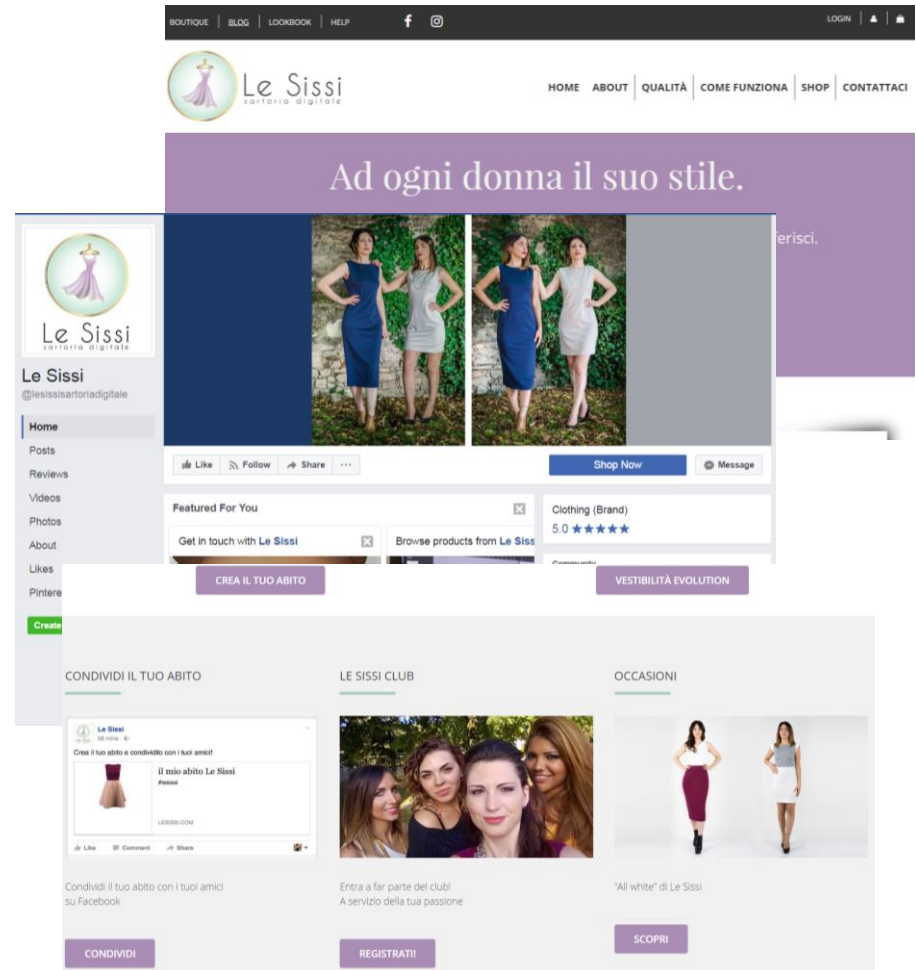 BOUTIQUE BLOG LOOKBOOK HELP
LOGIN
Le Sissi
sartoria digitale
HOME ABOUT QUALITÀ COME FUNZIONA SHOP CONTATTACI
Ad ogni donna il suo stile.
ferisci.
Le Sissi
sartoria digitale
Le Sissi
@lesissisartoriadigitale
Home
Posts
Reviews
Videos
Photos
About
Likes
Pintere
Create
Like Follow Share ...
Shop Now
Message
Featured For You
Get in touch with Le Sissi
Browse products from Le Siss
Clothing (Brand)
5.0 ★★★★★
Community
CREA IL TUO ABITO
VESTIBILITÀ EVOLUTION
CONDIVIDI IL TUO ABITO
Le Sissi
Crea il tuo abito e condividilo con i tuoi amici!
il mio abito Le Sissi
#lesissi
LESISSI.COM
Like Comment Share
Condividi il tuo abito con i tuoi amici
su Facebook
CONDIVIDI
LE SISSI CLUB
Entra a far parte del club!
A servizio della tua passione
REGISTRATI!
OCCASIONI
"All white" di Le Sissi
SCOPRI